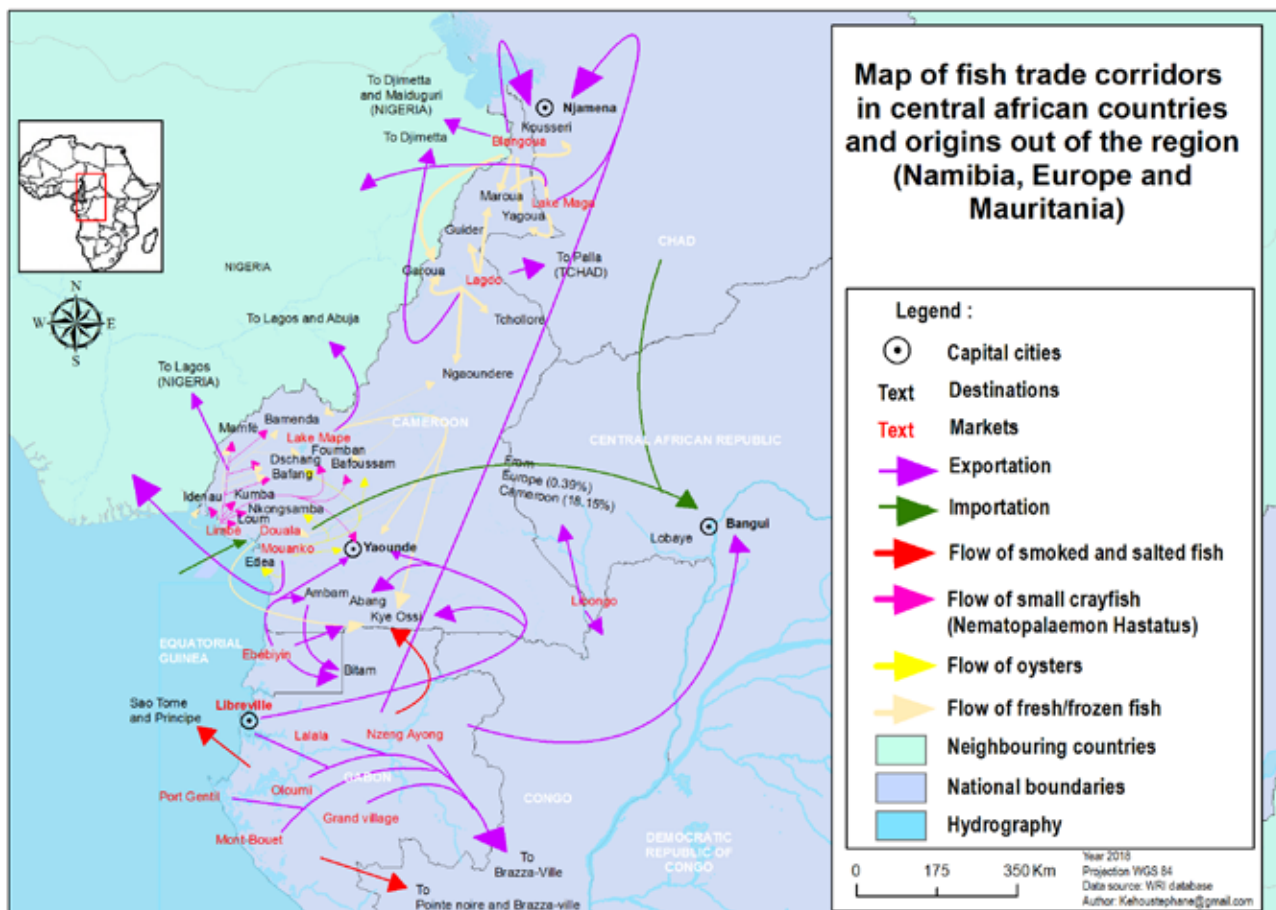 Map of fish trade corridors
in central african countries
and origins out of the region
(Namibia, Europe and
Mauritania)
Legend :
Capital cities
Text Destinations
Text Markets
Exportation
Importation
Flow of smoked and salted fish
Flow of small crayfish
(Nematopalaemon Hastatus)
Flow of oysters
Flow of fresh/frozen fish
Neighbouring countries
National boundaries
Hydrography
0 175 350 Km
Year 2018
Projection WGS 84
Data source: WRI database
Author: Kehoustephane@gmail.com
N
W E
S
To Djimetta
and Maiduguri
(NIGERIA)
To Djimetta
Njamena
Kousseri
Blangoua
Maroua
Lake Maga
Yagoua
Guider
CHAD
NIGERIA
Garoua
Lagdo
To Palla
(TCHAD)
Tchollore
To Lagos and Abuja
To Lagos
(NIGERIA)
Ngaoundere
Mamfe
Bamenda
CAMEROON
Lake Mape
Foumban
Dschang
Bafang
Bafoussam
CENTRAL AFRICAN REPUBLIC
From
Europe (0.39%)
Cameroon (18,15%)
Idenau
Kumba
Nkongsamba
Loum
Limbe
Douala
Mouanko
Yaounde
Edea
Bangui
Lobaye
Ambam
Abang
Kye Ossi
Licongo
EQUATORIAL
GUINEA
Ebebiyin
Bitam
Sao Tome
and Principe
Libreville
Lalala
Nzeng Ayong
GABON
Oloumi
Port Gentil
CONGO
Grand village
Mont-Bouet
DEMOCRATIC
REPUBLIC OF
CONGO
To
Brazza-Ville
To
Pointe noire and Brazza-ville